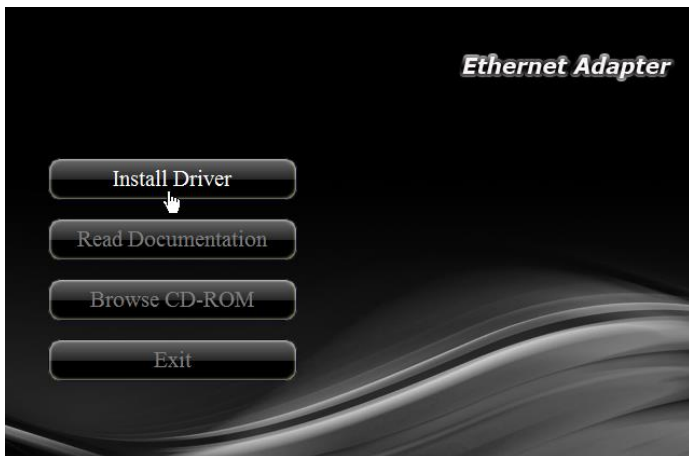 Ethernet Adapter
Install Driver
Read Documentation
Browse CD-ROM
Exit